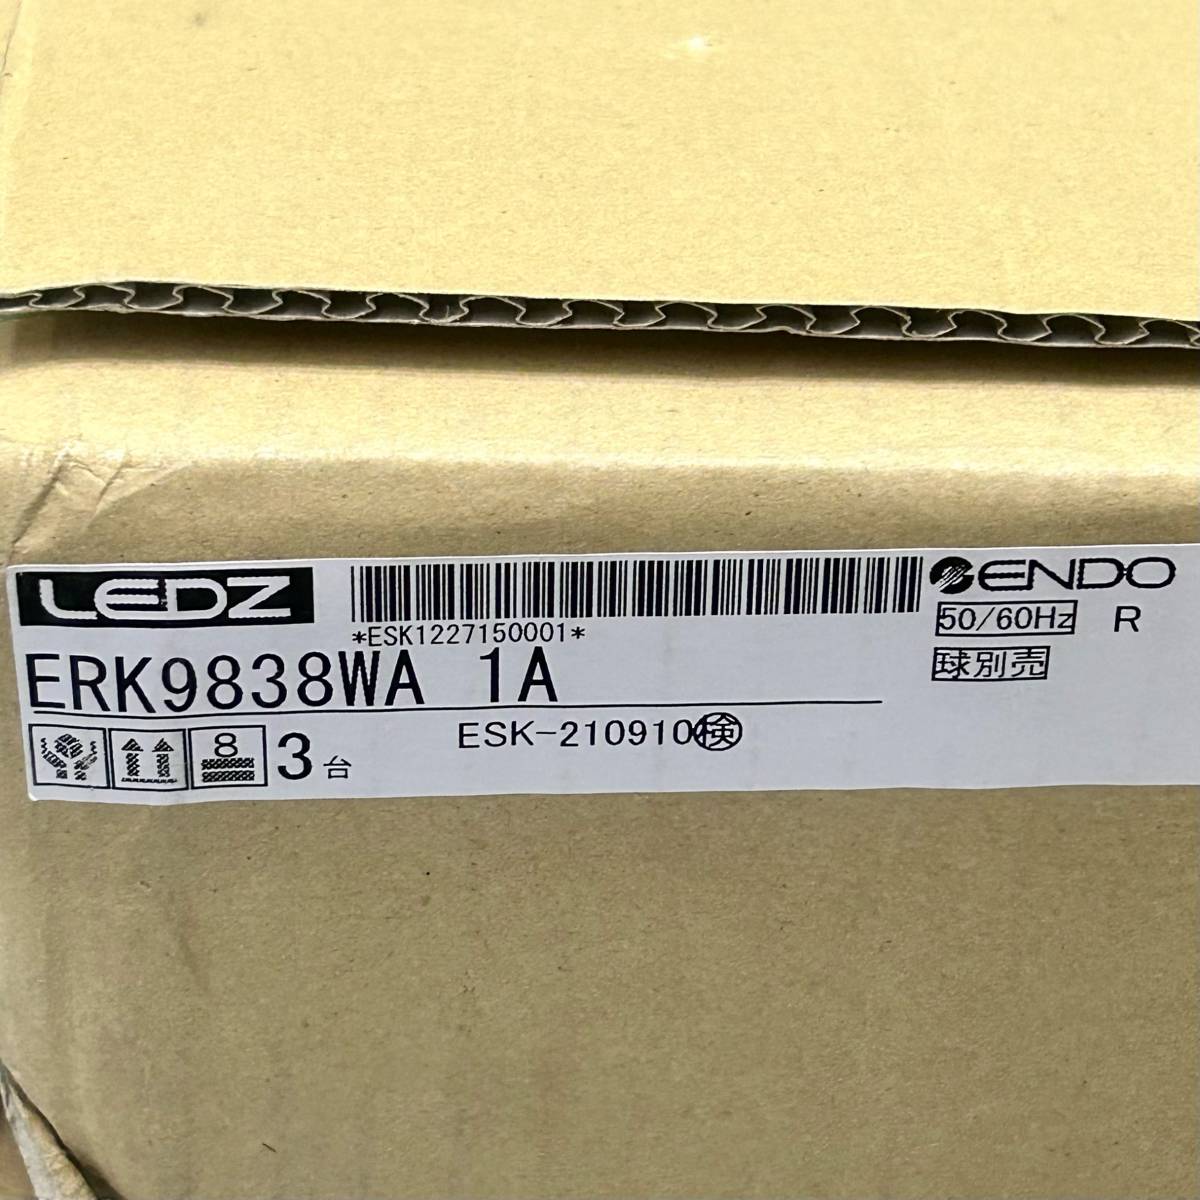 LEDZ
ENDO
*ESK1227150001*
50/60Hz R
ERK9838WA 1A
球別売
ESK-210910検
8
3台